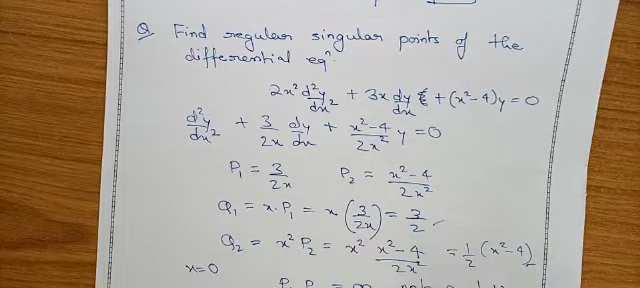 Q Find regular singular points of the
differential eqⁿ.
2x² d²y/dx² + 3x dy/dx + (x²-4)y = 0
d²y/dx² + 3/2x dy/dx + x²-4/2x² y = 0
P₁ = 3/2x P₂ = x²-4/2x²
Q₁ = x·P₁ = x (3/2x) = 3/2
Q₂ = x² P₂ = x² x²-4/2x² = 1/2 (x²-4)
x=0